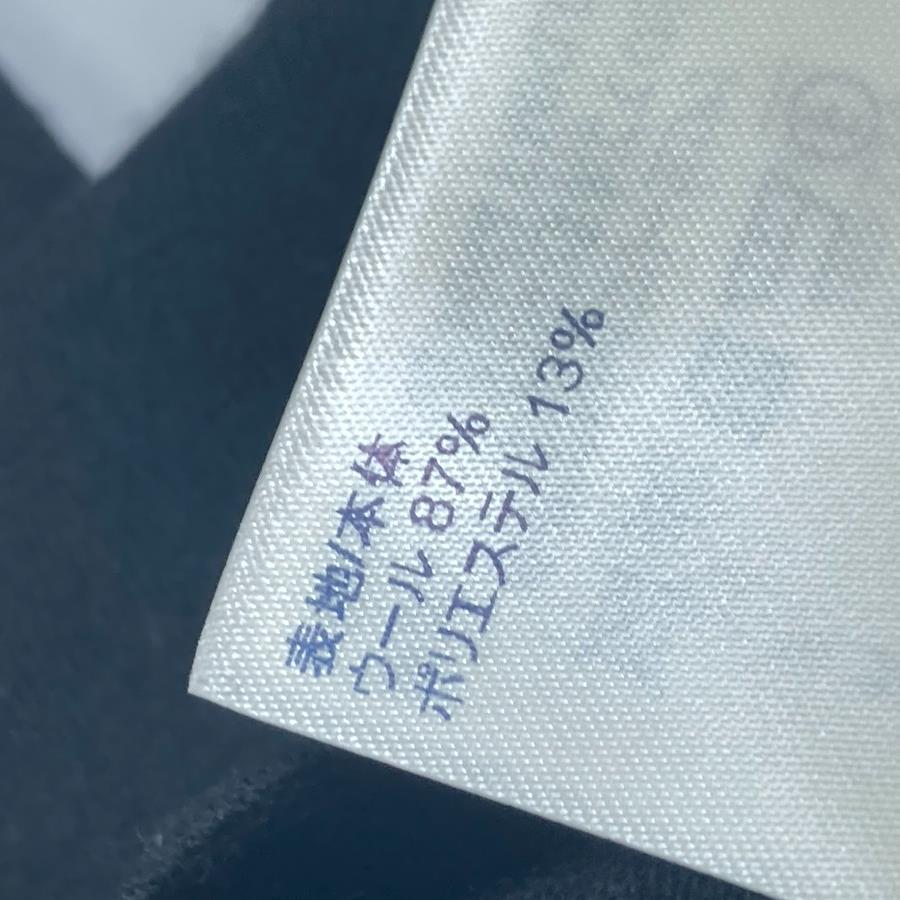 表地/本体
ウール 87%
ポリエステル 13%